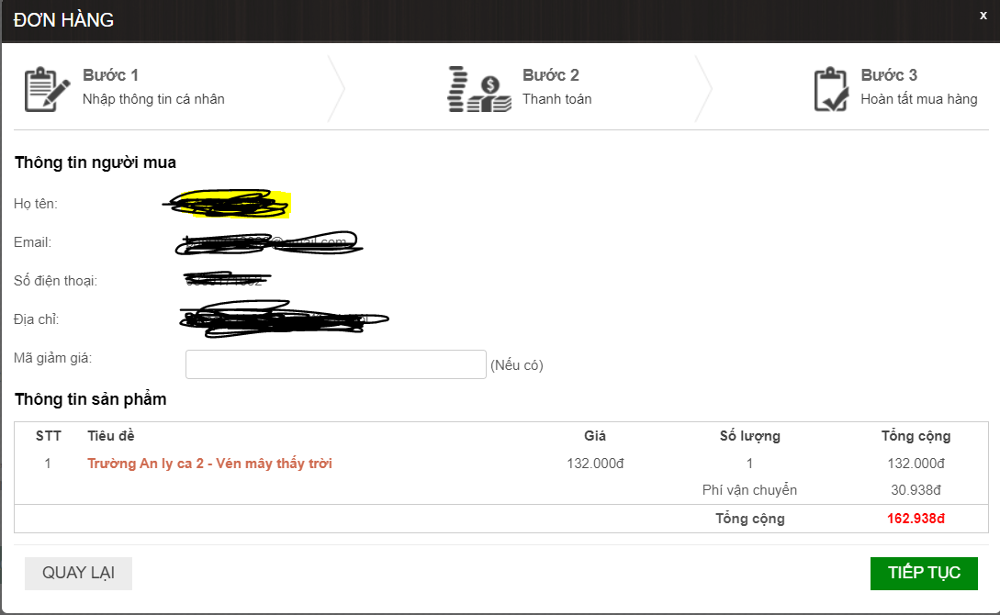 ĐƠN HÀNG
x
Bước 1
Nhập thông tin cá nhân
Bước 2
Thanh toán
Bước 3
Hoàn tất mua hàng
Thông tin người mua
Họ tên:
Email:
Số điện thoại:
Địa chỉ:
Mã giảm giá: (Nếu có)
Thông tin sản phẩm
STT Tiêu đề Giá Số lượng Tổng cộng
1 Trường An ly ca 2 - Vén mây thấy trời 132.000đ 1 132.000đ
Phí vận chuyển 30.938đ
Tổng cộng 162.938đ
QUAY LẠI TIẾP TỤC